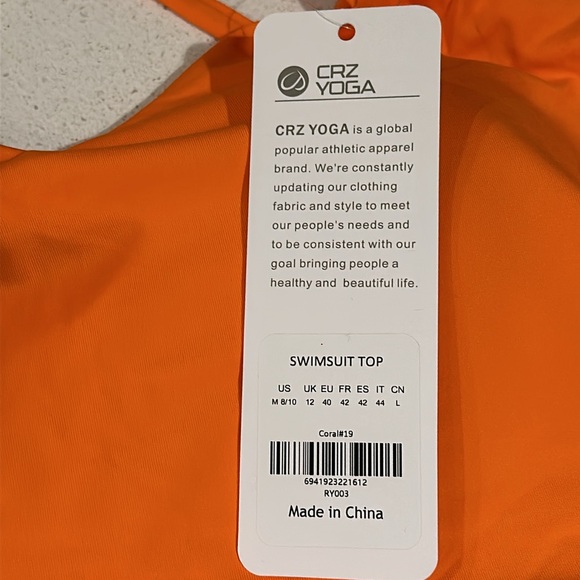 CRZ
YOGA
CRZ YOGA is a global
popular athletic apparel
brand. We're constantly
updating our clothing
fabric and style to meet
our people's needs and
to be consistent with our
goal bringing people a
healthy and beautiful life.
SWIMSUIT TOP
US UK EU FR ES IT CN
M 8/10 12 40 42 42 44 L
Coral#19
6941923221612
RY003
Made in China